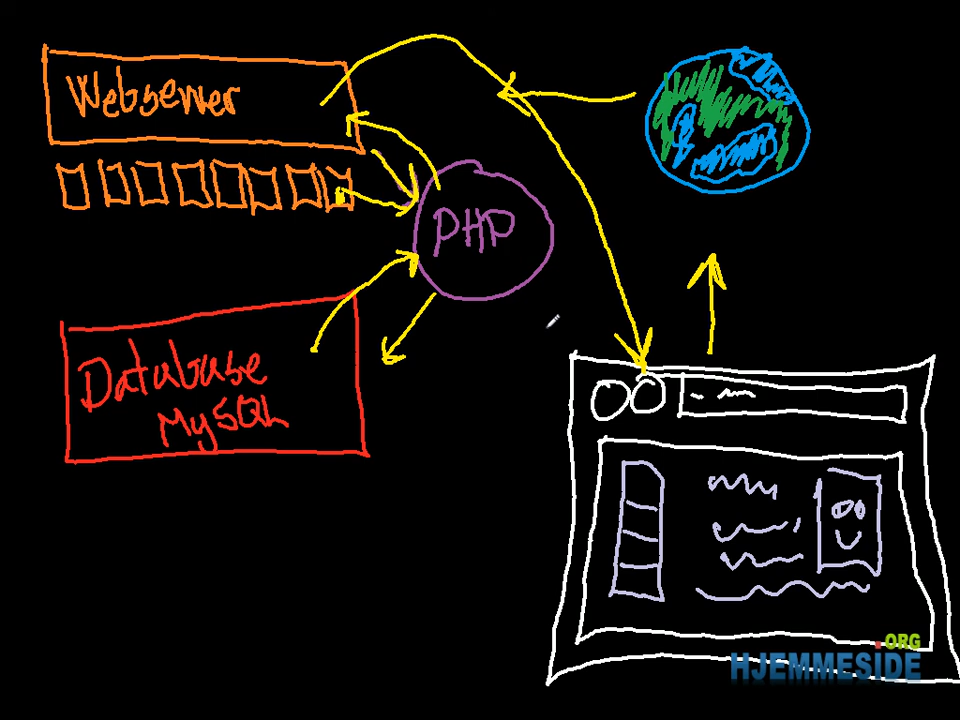 Webserver
PHP
Database
MySQL
.ORG
HJEMMESIDE